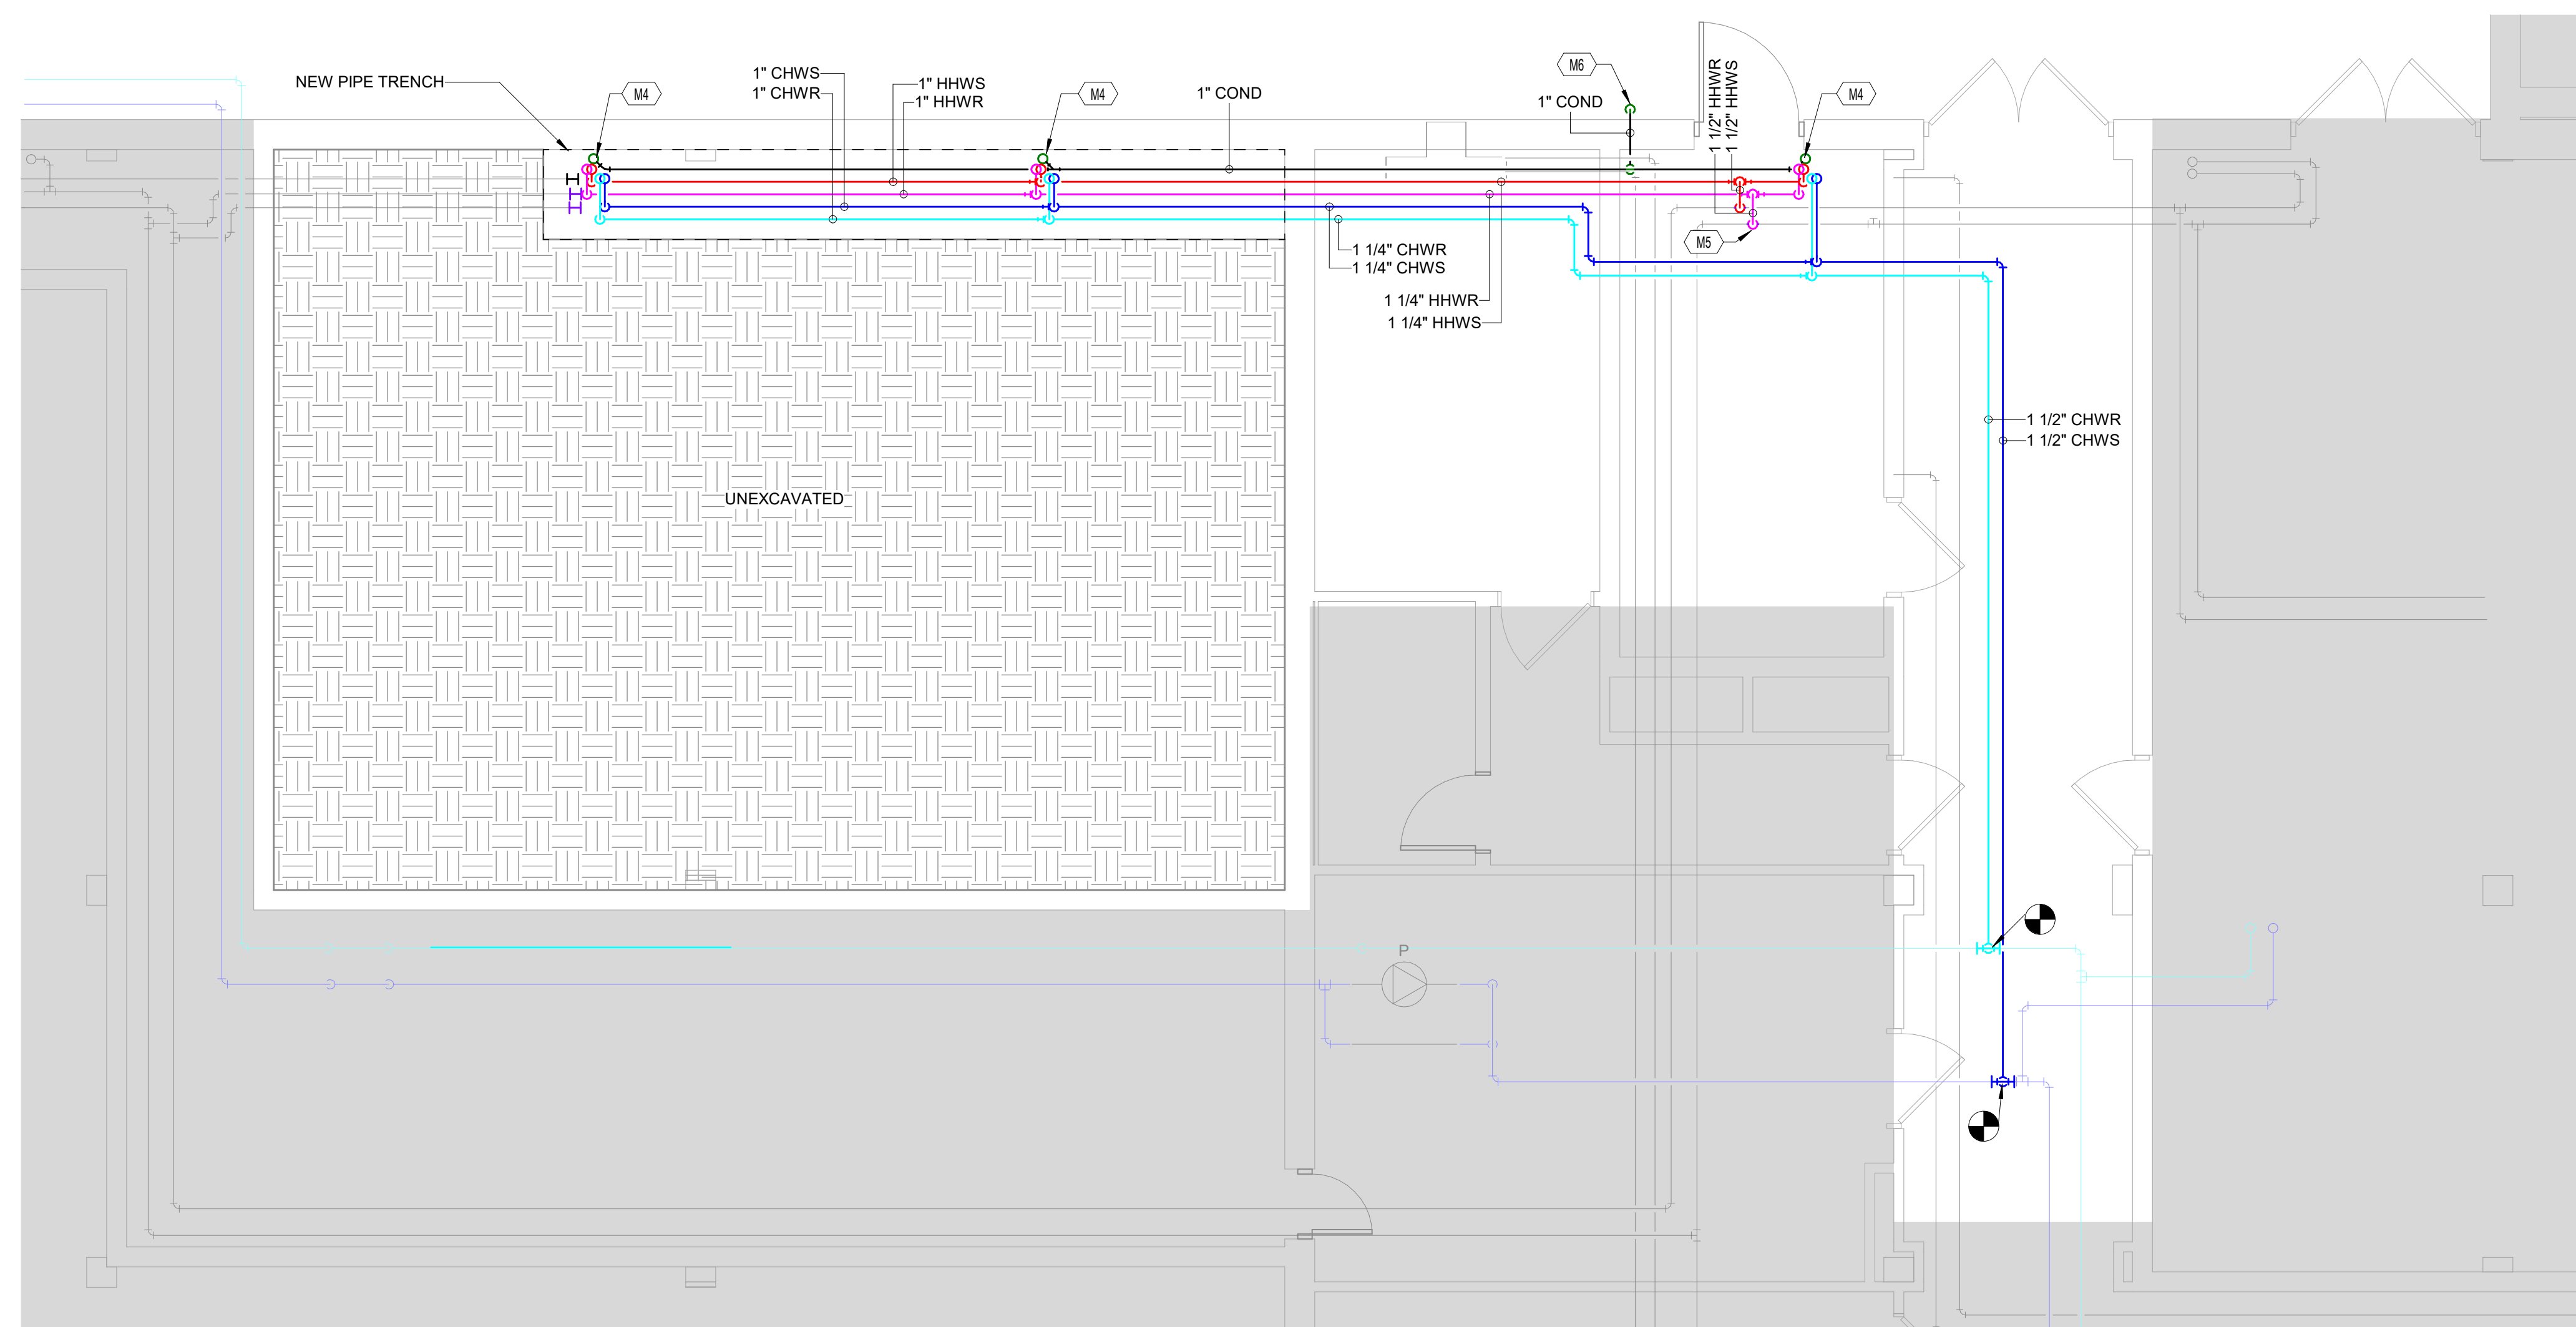 NEW PIPE TRENCH
M4
1" CHWS
1" CHWR
1" HHWS
1" HHWR
M4
1" COND
M6
1" COND
1 1/2" HHWR
1 1/2" HHWS
M4
M5
1 1/4" CHWR
1 1/4" CHWS
1 1/4" HHWR
1 1/4" HHWS
1 1/2" CHWR
1 1/2" CHWS
UNEXCAVATED
P